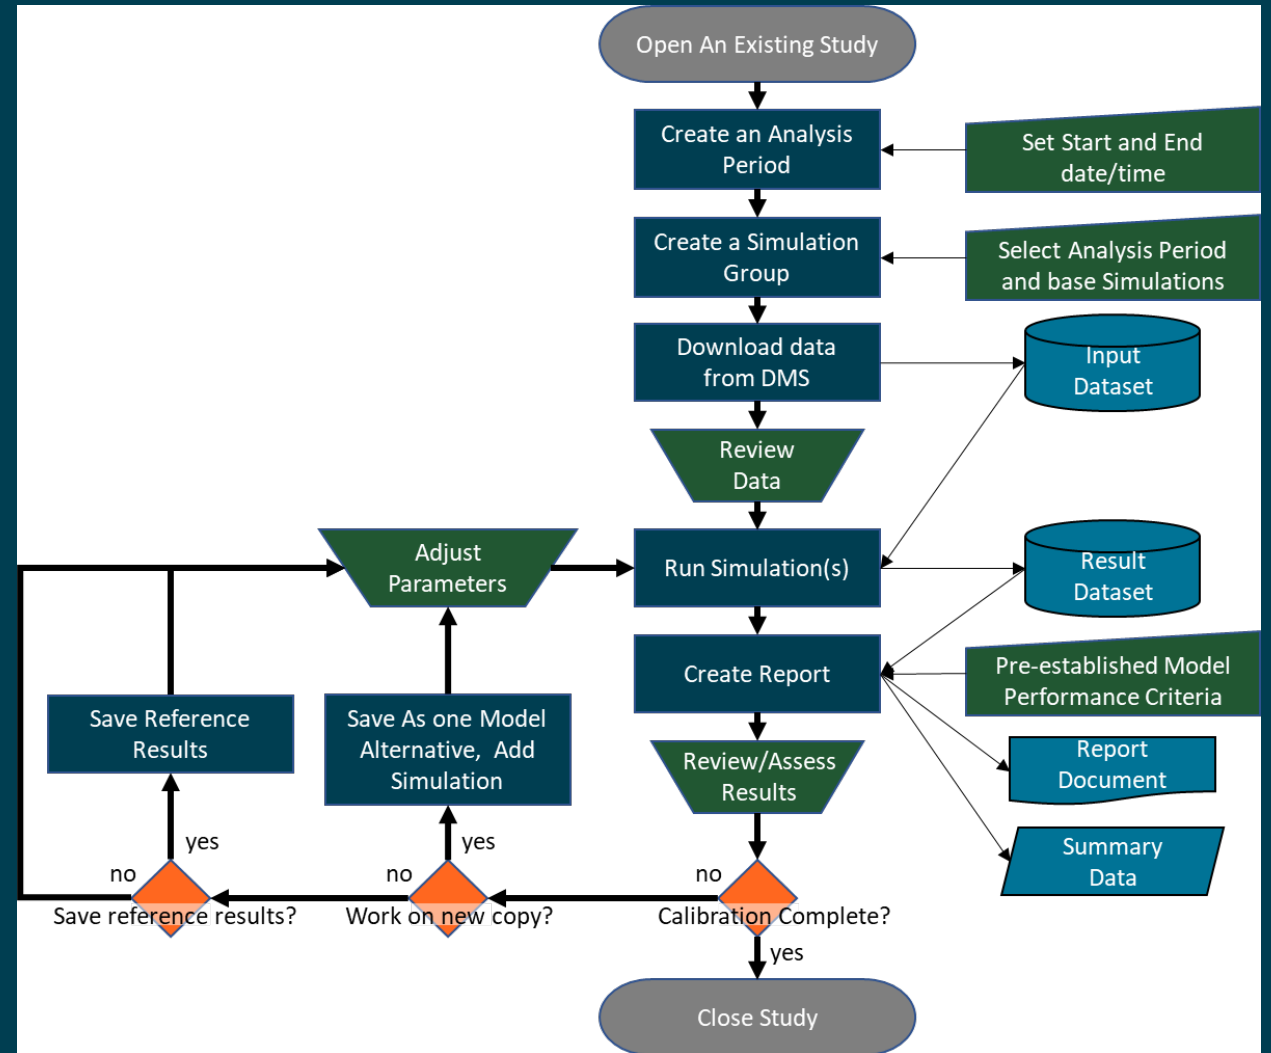 Open An Existing Study
Create an Analysis
Period
Set Start and End
date/time
Create a Simulation
Group
Select Analysis Period
and base Simulations
Download data
from DMS
Input
Dataset
Review
Data
Adjust
Parameters
Run Simulation(s)
Result
Dataset
Create Report
Pre-established Model
Performance Criteria
Save Reference
Results
Save As one Model
Alternative, Add
Simulation
Review/Assess
Results
Report
Document
Summary
Data
yes
yes
no
no
no
Save reference results?
Work on new copy?
Calibration Complete?
yes
Close Study